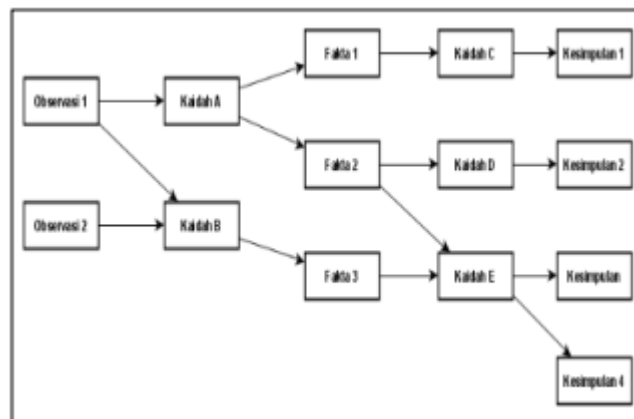 Fakta 1
Kaidah C
Kesimpulan 1
Observasi 1
Kaidah A
Fakta 2
Kaidah D
Kesimpulan 2
Observasi 2
Kaidah B
Fakta 3
Kaidah E
Kesimpulan
Kesimpulan 4